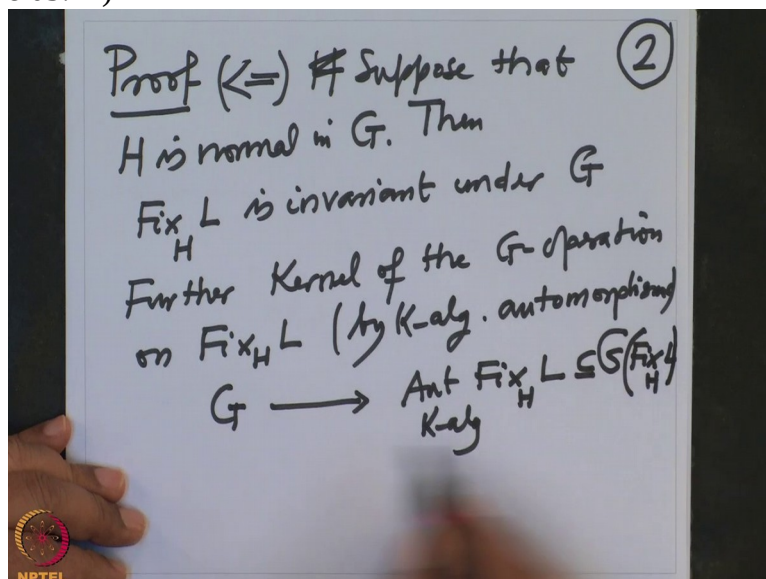 Proof (<=) Suppose that ②
H is normal in G. Then
Fix_H L is invariant under G
Further Kernel of the G-operation
on Fix_H L (by K-alg. automorphisms)
G ⟶ Aut_{K-alg} Fix_H L ⊆ G(Fix_H L)
NPTEL